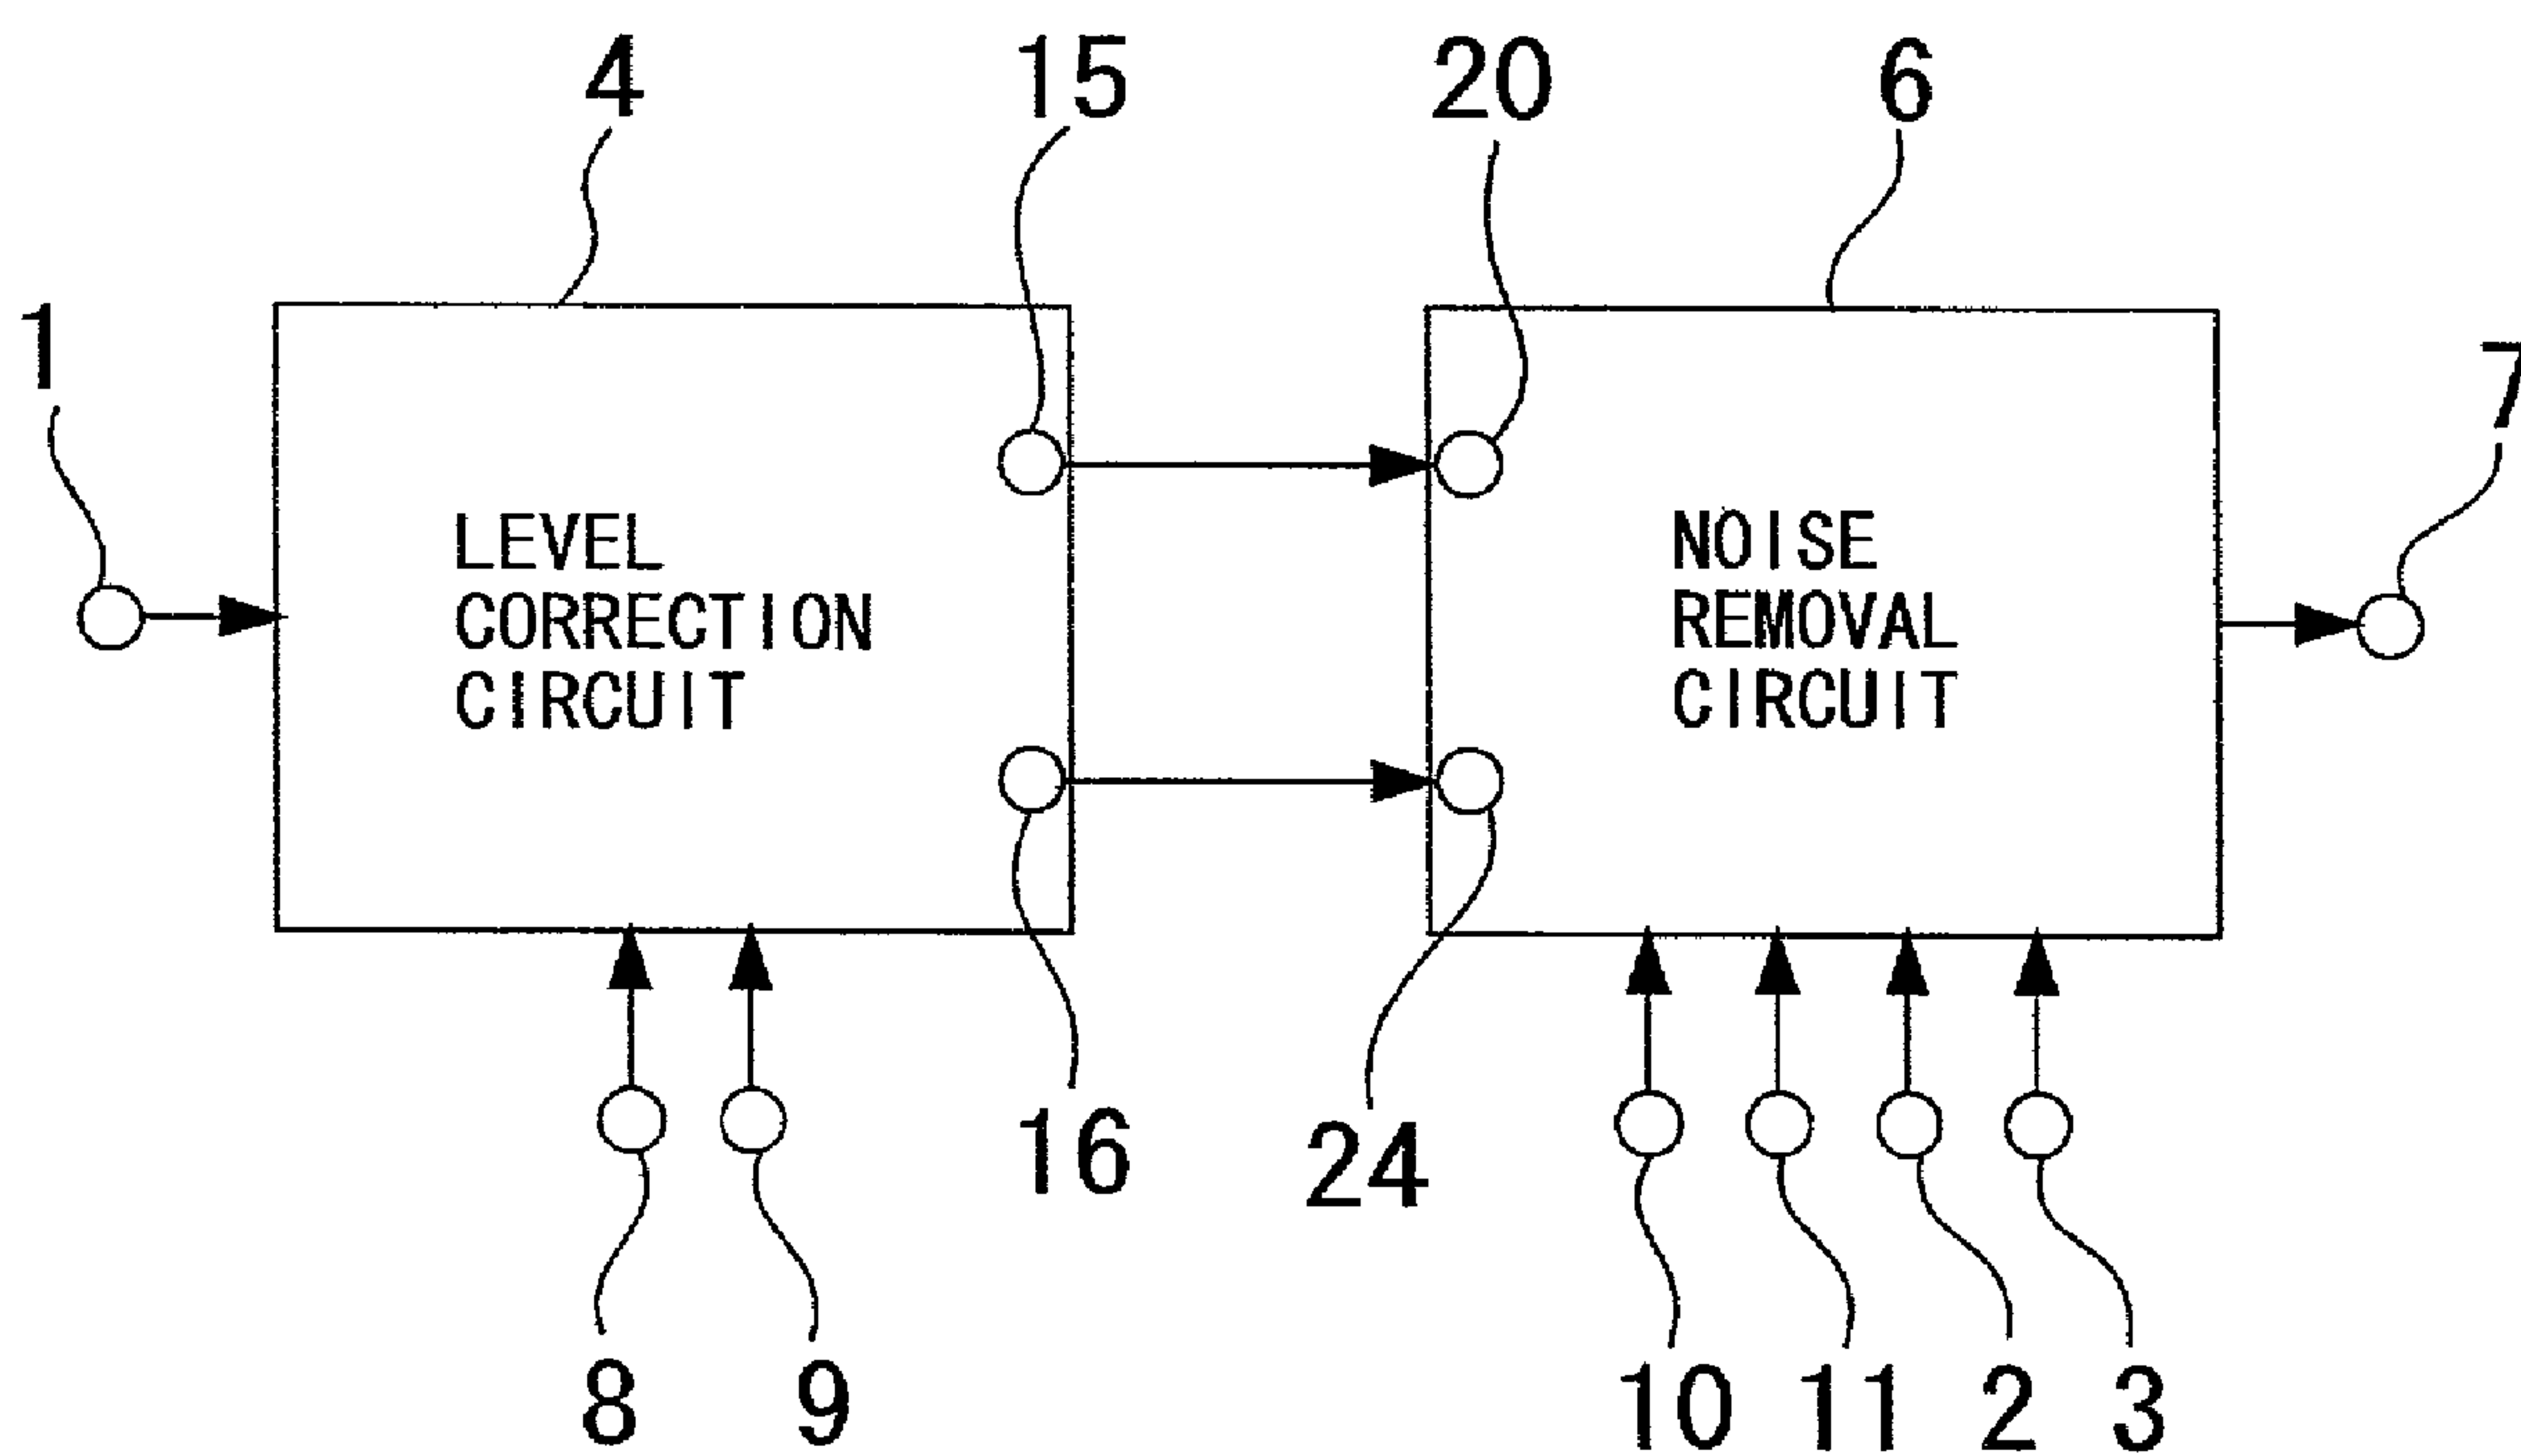 4 15 20 6
1
7
LEVEL
CORRECTION
CIRCUIT
NOISE
REMOVAL
CIRCUIT
16 24
8 9 10 11 2 3